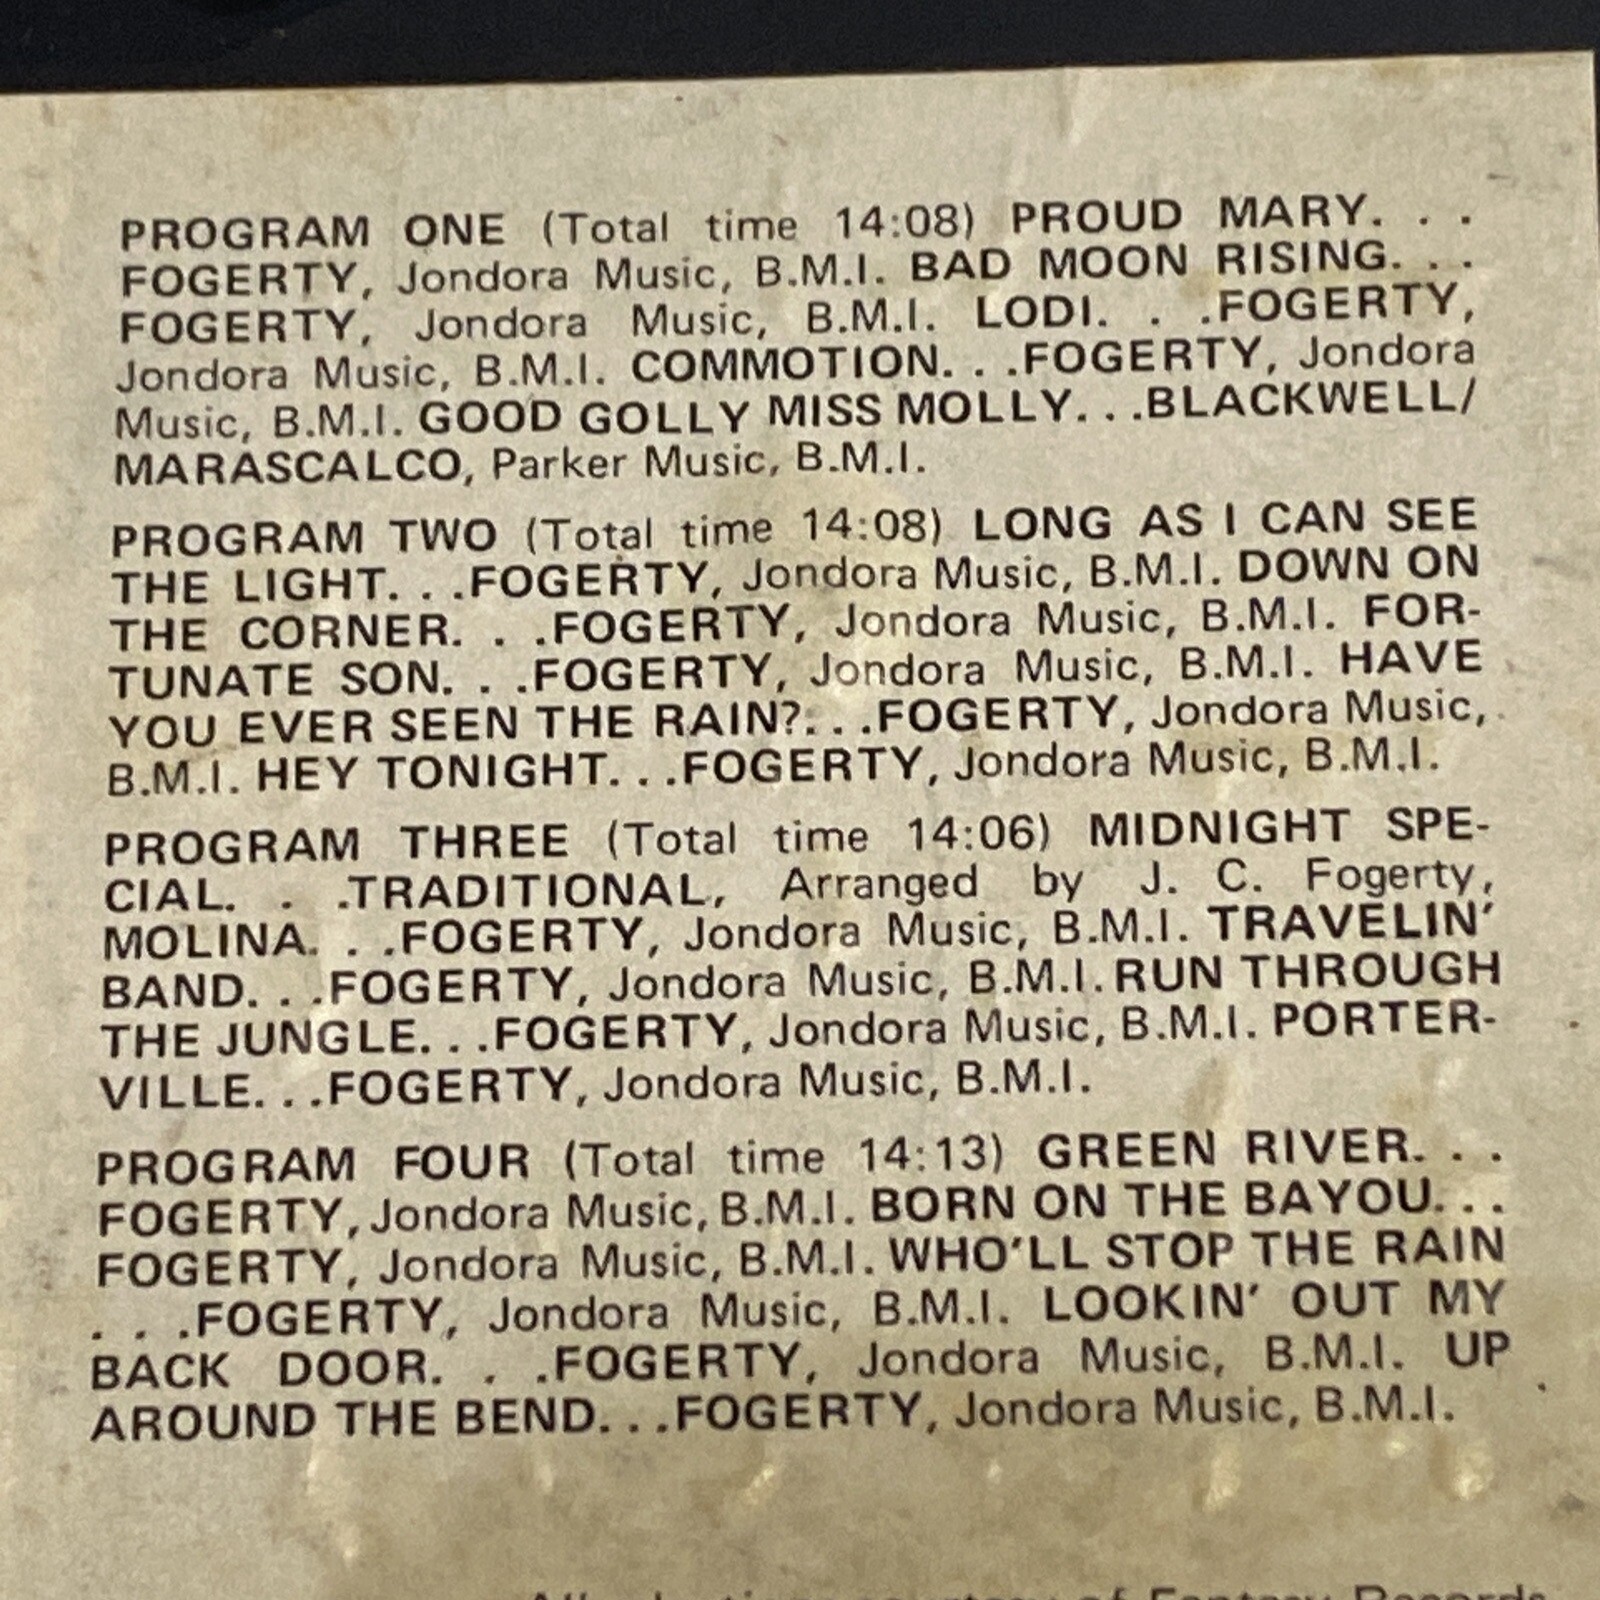 PROGRAM ONE (Total time 14:08) PROUD MARY. . .
FOGERTY, Jondora Music, B.M.I. BAD MOON RISING. . .
FOGERTY, Jondora Music, B.M.I. LODI. . .FOGERTY,
Jondora Music, B.M.I. COMMOTION. . .FOGERTY, Jondora
Music, B.M.I. GOOD GOLLY MISS MOLLY. . .BLACKWELL/
MARASCALCO, Parker Music, B.M.I.
PROGRAM TWO (Total time 14:08) LONG AS I CAN SEE
THE LIGHT. . .FOGERTY, Jondora Music, B.M.I. DOWN ON
THE CORNER. . .FOGERTY, Jondora Music, B.M.I. FOR-
TUNATE SON. . .FOGERTY, Jondora Music, B.M.I. HAVE
YOU EVER SEEN THE RAIN?. . .FOGERTY, Jondora Music,
B.M.I. HEY TONIGHT. . .FOGERTY, Jondora Music, B.M.I.
PROGRAM THREE (Total time 14:06) MIDNIGHT SPE-
CIAL. . .TRADITIONAL, Arranged by J. C. Fogerty,
MOLINA. . .FOGERTY, Jondora Music, B.M.I. TRAVELIN'
BAND. . .FOGERTY, Jondora Music, B.M.I. RUN THROUGH
THE JUNGLE. . .FOGERTY, Jondora Music, B.M.I. PORTER-
VILLE. . .FOGERTY, Jondora Music, B.M.I.
PROGRAM FOUR (Total time 14:13) GREEN RIVER. . .
FOGERTY, Jondora Music, B.M.I. BORN ON THE BAYOU. . .
FOGERTY, Jondora Music, B.M.I. WHO'LL STOP THE RAIN
. . .FOGERTY, Jondora Music, B.M.I. LOOKIN' OUT MY
BACK DOOR. . .FOGERTY, Jondora Music, B.M.I. UP
AROUND THE BEND. . .FOGERTY, Jondora Music, B.M.I.
courtesy of Fantasy Records